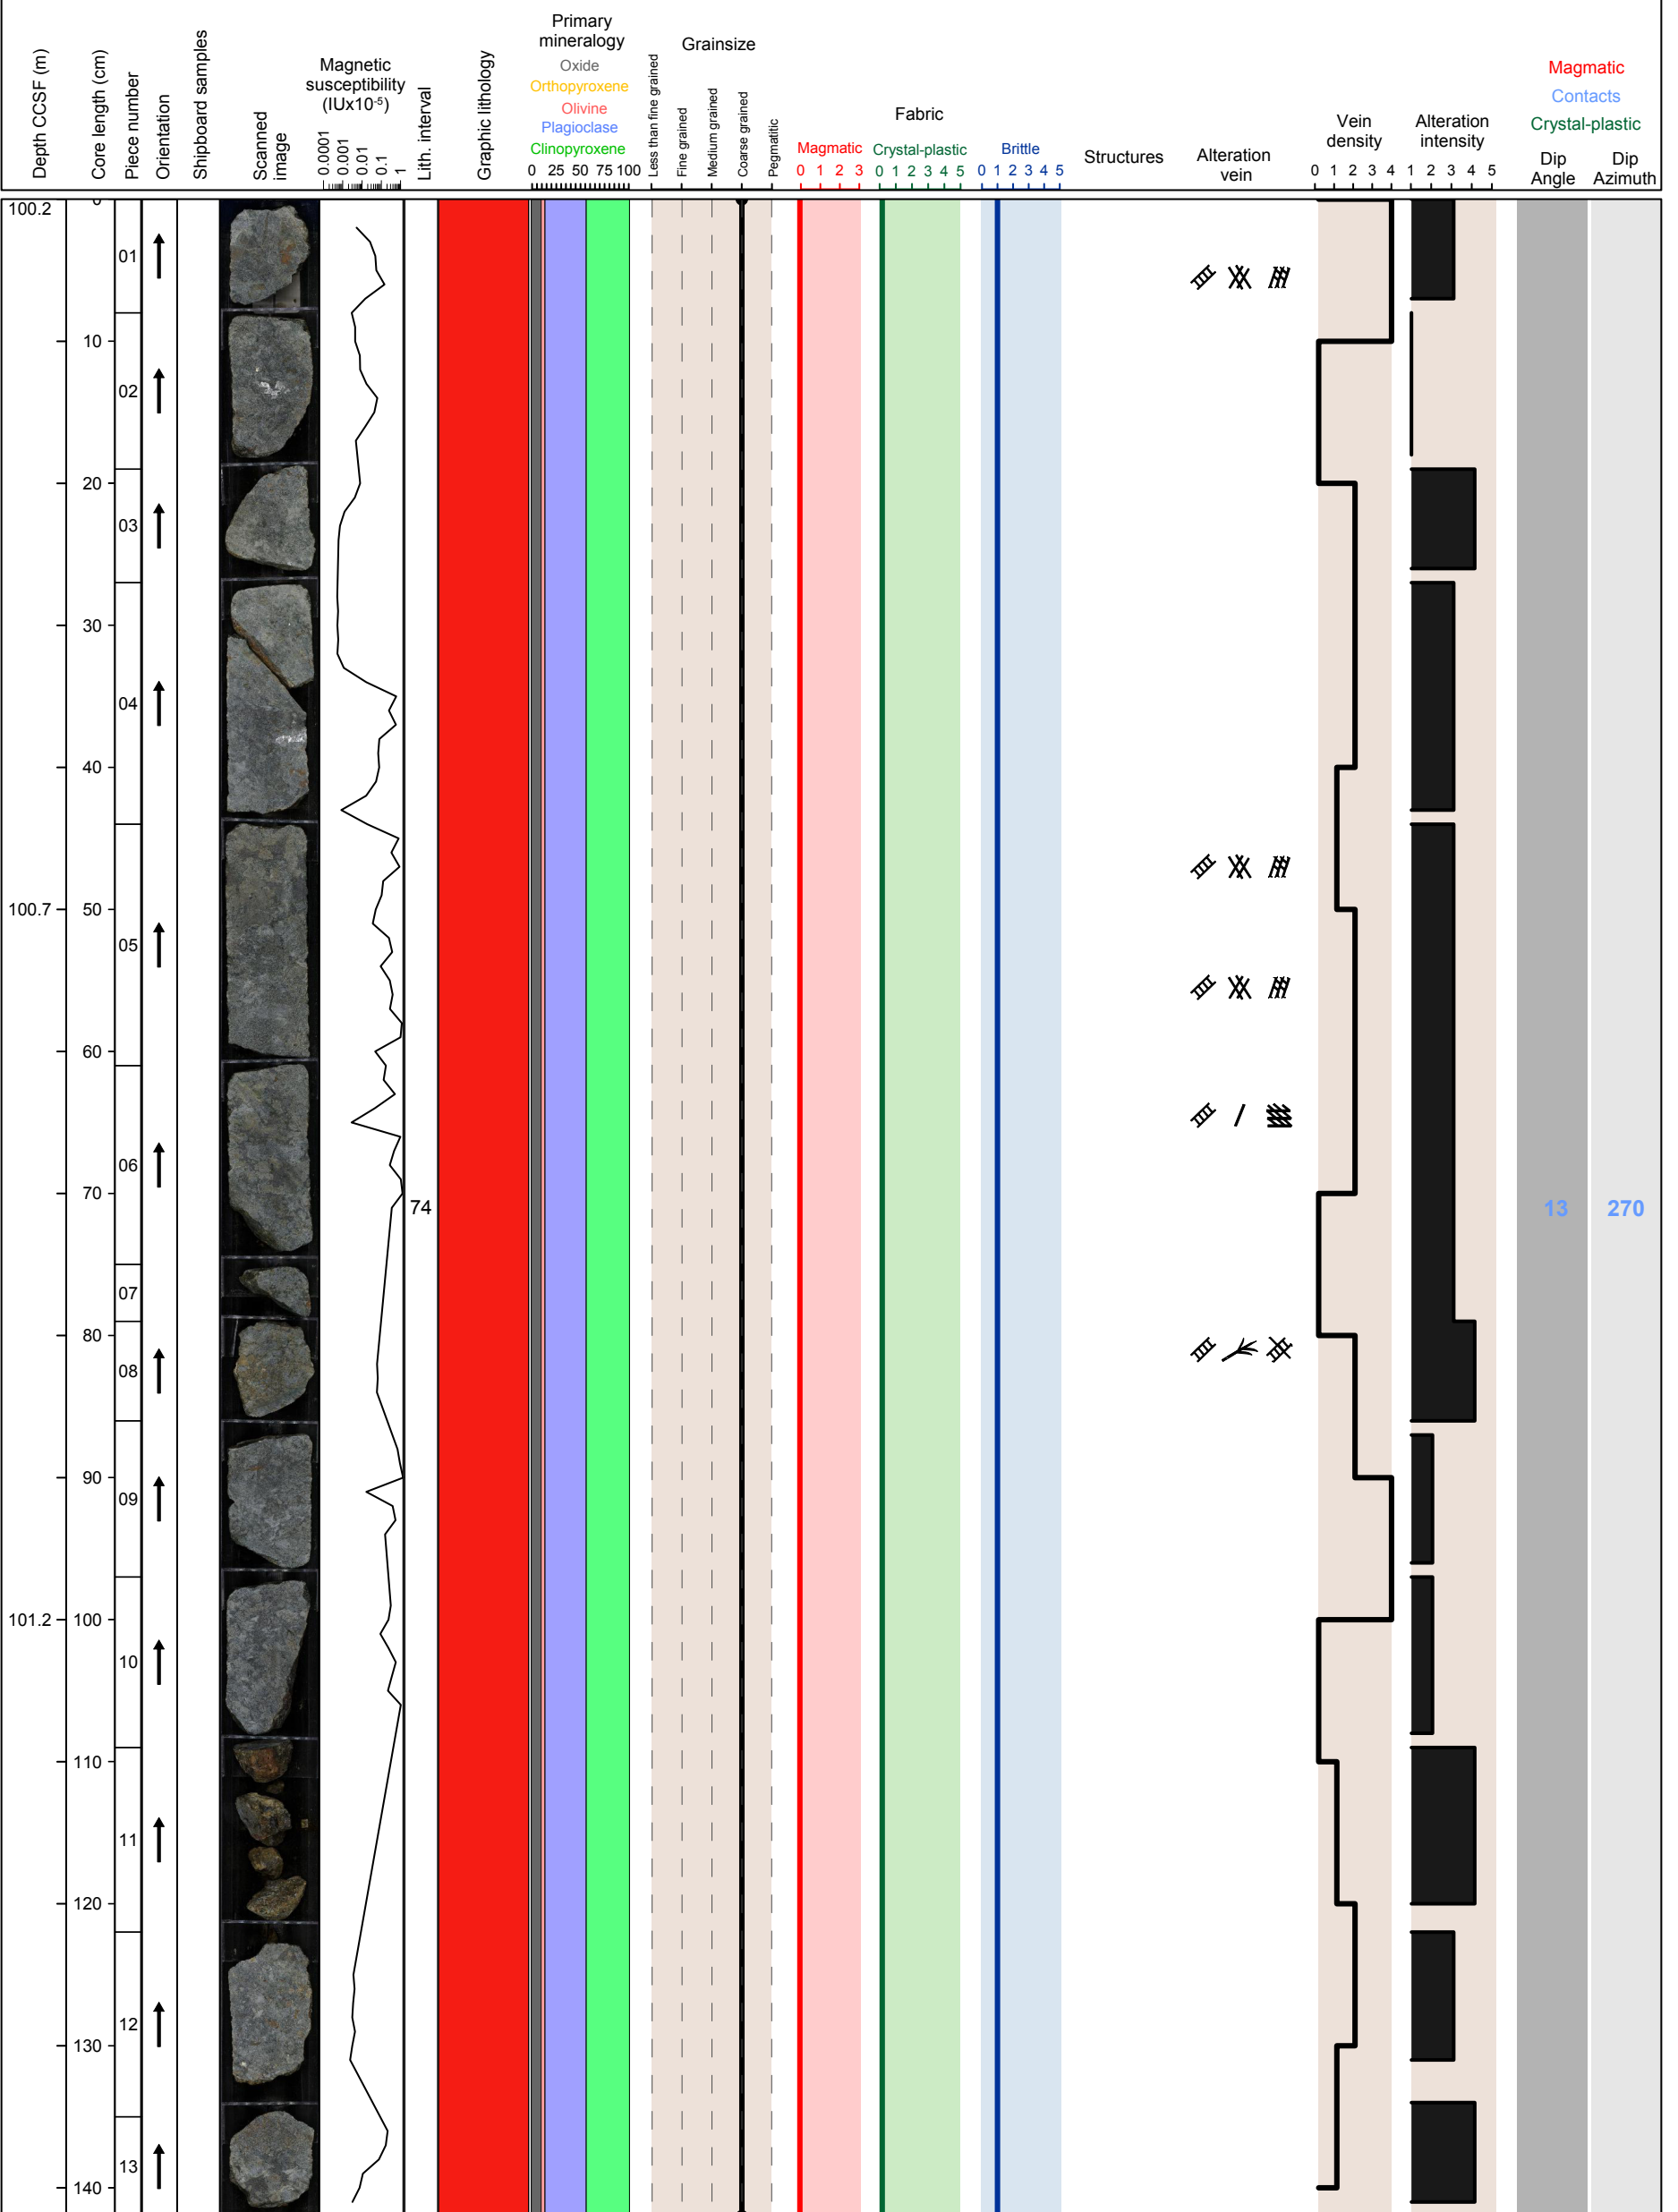 Depth CCSF (m)
Core length (cm)
Piece number
Orientation
Shipboard samples
Scanned
image
Magnetic
susceptibility
(IUx10⁻⁵)
0.0001
0.001
0.01
0.1
1
Lith. interval
Graphic lithology
Primary
mineralogy
Oxide
Orthopyroxene
Olivine
Plagioclase
Clinopyroxene
0 25 50 75 100
Grainsize
Less than fine grained
Fine grained
Medium grained
Coarse grained
Pegmatitic
Fabric
Magmatic
0 1 2 3
Crystal-plastic
0 1 2 3 4 5
Brittle
0 1 2 3 4 5
Structures
Alteration
vein
Vein
density
0 1 2 3 4
Alteration
intensity
1 2 3 4 5
Magmatic
Contacts
Crystal-plastic
Dip
Angle
Dip
Azimuth
100.2
0
01
10
02
20
03
30
04
40
100.7
50
05
60
06
70
74
13
270
07
80
08
90
09
101.2
100
10
110
11
120
12
130
13
140